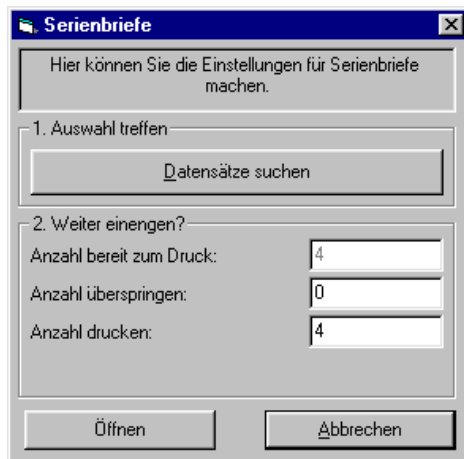 Serienbriefe
Hier können Sie die Einstellungen für Serienbriefe
machen.
1. Auswahl treffen
Datensätze suchen
2. Weiter einengen?
Anzahl bereit zum Druck: 4
Anzahl überspringen: 0
Anzahl drucken: 4
Öffnen Abbrechen